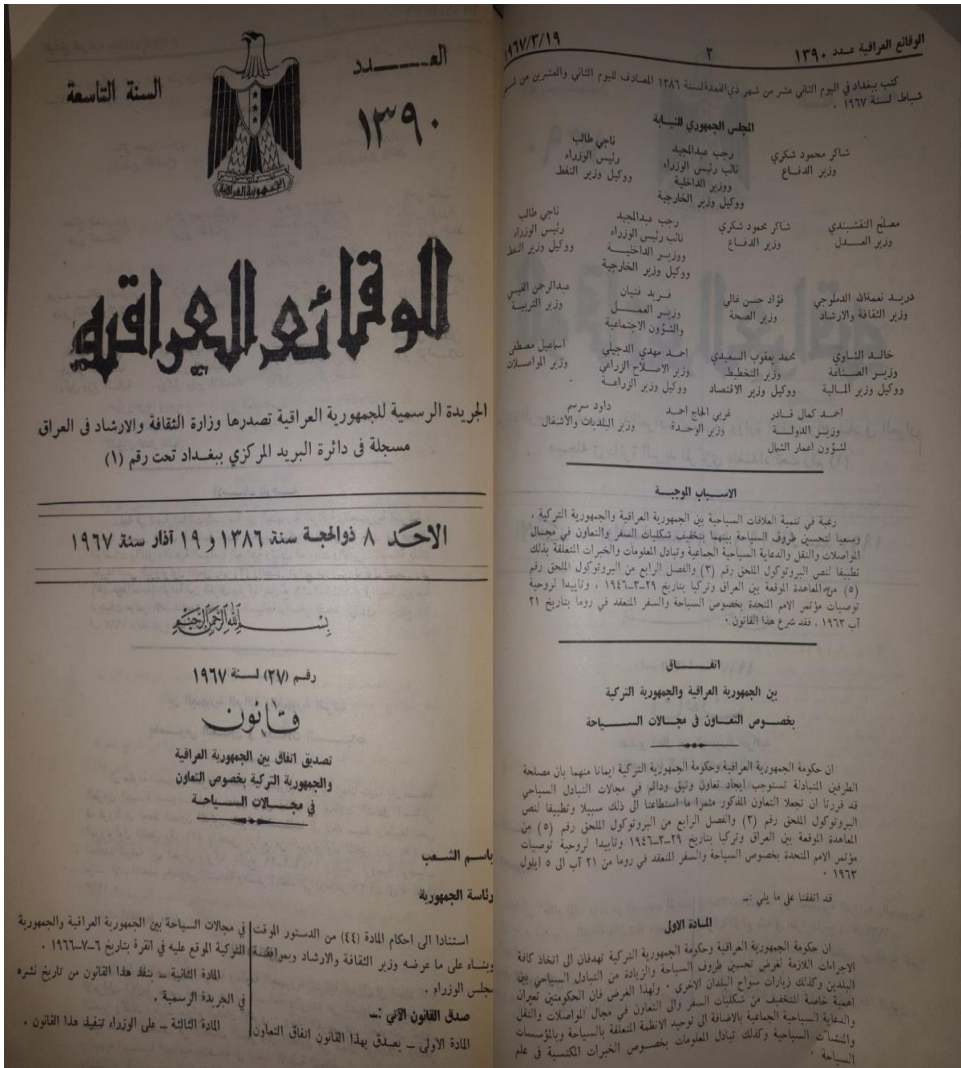 العـــدد
١٣٩٠
السنة التاسعة
الجمهورية العراقية
الوقائع العراقية
الجريدة الرسمية للجمهورية العراقية تصدرها وزارة الثقافة والارشاد في العراق
مسجلة في دائرة البريد المركزي ببغداد تحت رقم (١)
الاحد ٨ ذوالحجة سنة ١٣٨٦ و ١٩ آذار سنة ١٩٦٧
بسم الله الرحمن الرحيم
رقم (٢٧) لسنة ١٩٦٧
قانون
تصديق اتفاق بين الجمهورية العراقية
والجمهورية التركية بخصوص التعاون
في مجالات السياحة
باسم الشعب
رئاسة الجمهورية
استنادا الى احكام المادة (٤٤) من الدستور الموقت
وبناء على ما عرضه وزير الثقافة والارشاد وبموافقة
مجلس الوزراء .
صدق القانون الآتي :ـ
المادة الاولى ـ يصدق بهذا القانون اتفاق التعاون
في مجالات السياحة بين الجمهورية العراقية والجمهورية
التركية الموقع عليه في انقرة بتاريخ ٦-٧-١٩٦٦ .
المادة الثانية ـ ينفذ هذا القانون من تاريخ نشره
في الجريدة الرسمية .
المادة الثالثة ـ على الوزراء تنفيذ هذا القانون .
الوقائع العراقية عدد ١٣٩٠
٢
١٩٦٧/٣/١٩
كتب ببغداد في اليوم الثاني عشر من شهر ذي القعدة لسنة ١٣٨٦ المصادف لليوم الثاني والعشرين من
شباط لسنة ١٩٦٧ .
المجلس الجمهوري للنيابة
شاكر محمود شكري
وزير الدفاع
رجب عبدالمجيد
نائب رئيس الوزراء
ووزير الداخلية
ووكيل وزير الخارجية
ناجي طالب
رئيس الوزراء
ووكيل وزير النفط
مصلح النقشبندي
وزير العـدل
شاكر محمود شكري
وزير الدفاع
رجب عبدالمجيد
نائب رئيس الوزراء
ووزير الداخليـة
ووكيل وزير الخارجية
ناجي طالب
رئيس الوزراء
ووكيل وزير النفط
دريد نعمةالله الدملوجي
وزير الثقافة والارشاد
فؤاد حسن غالي
وزير الصحة
فريد فتيان
وزير العمـل
والشؤون الاجتماعية
عبدالرحمن القيسي
وزير التربية
خالد الشاوي
وزير الصناعة
ووكيل وزير المالية
محمد يعقوب السعيدي
وزير التخطيط
ووكيل وزير الاقتصاد
احمد مهدي الدجيلي
وزير الاصلاح الزراعي
ووكيل وزير الزراعة
اسماعيل مصطفى
وزير المواصلات
احمد كمال قادر
وزير الدولة
لشؤون اعمار الشمال
غربي الحاج احمد
وزير الوحدة
داود سرسم
وزير البلديات والاشغال
الاسباب الموجبة
رغبة في تنمية العلاقات السياحية بين الجمهورية العراقية والجمهورية التركية ،
وسعيا لتحسين ظروف السياحة بينهما بتخفيف شكليات السفر والتعاون في مجال
المواصلات والنقل والدعاية السياحية الجماعية وتبادل المعلومات والخبرات المتعلقة بذلك
تطبيقا لنص البروتوكول الملحق رقم (٣) والفصل الرابع من البروتوكول الملحق رقم
(٥) من المعاهدة الموقعة بين العراق وتركيا بتاريخ ٢٩-٣-١٩٤٦ ، وتاييدا لروحية
توصيات مؤتمر الامم المتحدة بخصوص السياحة والسفر المنعقد في روما بتاريخ ٢١
آب ١٩٦٣ ، فقد شرع هذا القانون .
اتفـــاق
بين الجمهورية العراقية والجمهورية التركية
بخصوص التعاون في مجالات السيـاحة
ان حكومة الجمهورية العراقية وحكومة الجمهورية التركية ايمانا منهما بان مصلحة
الطرفين المتبادلة تستوجب ايجاد تعاون وثيق ودائم في مجالات التبادل السياحي
قد قررتا ان تجعلا التعاون المذكور مثمرا ما استطاعتا الى ذلك سبيلا وتطبيقا لنص
البروتوكول الملحق رقم (٣) والفصل الرابع من البروتوكول الملحق رقم (٥) من
المعاهدة الموقعة بين العراق وتركيا بتاريخ ٢٩-٣-١٩٤٦ وتاييدا لروحية توصيات
مؤتمر الامم المتحدة بخصوص السياحة والسفر المنعقد في روما من ٢١ آب الى ٥ ايلول
١٩٦٣
قد اتفقتا على ما يلي :ـ
المادة الاولى
ان حكومة الجمهورية العراقية وحكومة الجمهورية التركية تهدفان الى اتخاذ كافة
الاجراءات اللازمة لغرض تحسين ظروف السياحة والزيادة من التبادل السياحي بين
البلدين وكذلك زيارات سواح البلدان الاخرى . ولهذا الغرض فان الحكومتين تعيران
اهمية خاصة للتخفيف من شكليات السفر والى التعاون في مجال المواصلات والنقل
والدعاية السياحية الجماعية بالاضافة الى توحيد الانظمة المتعلقة بالسياحة وبالمؤسسات
والمنشآت السياحية وكذلك تبادل المعلومات بخصوص الخبرات المكتسبة في علم
السياحة .